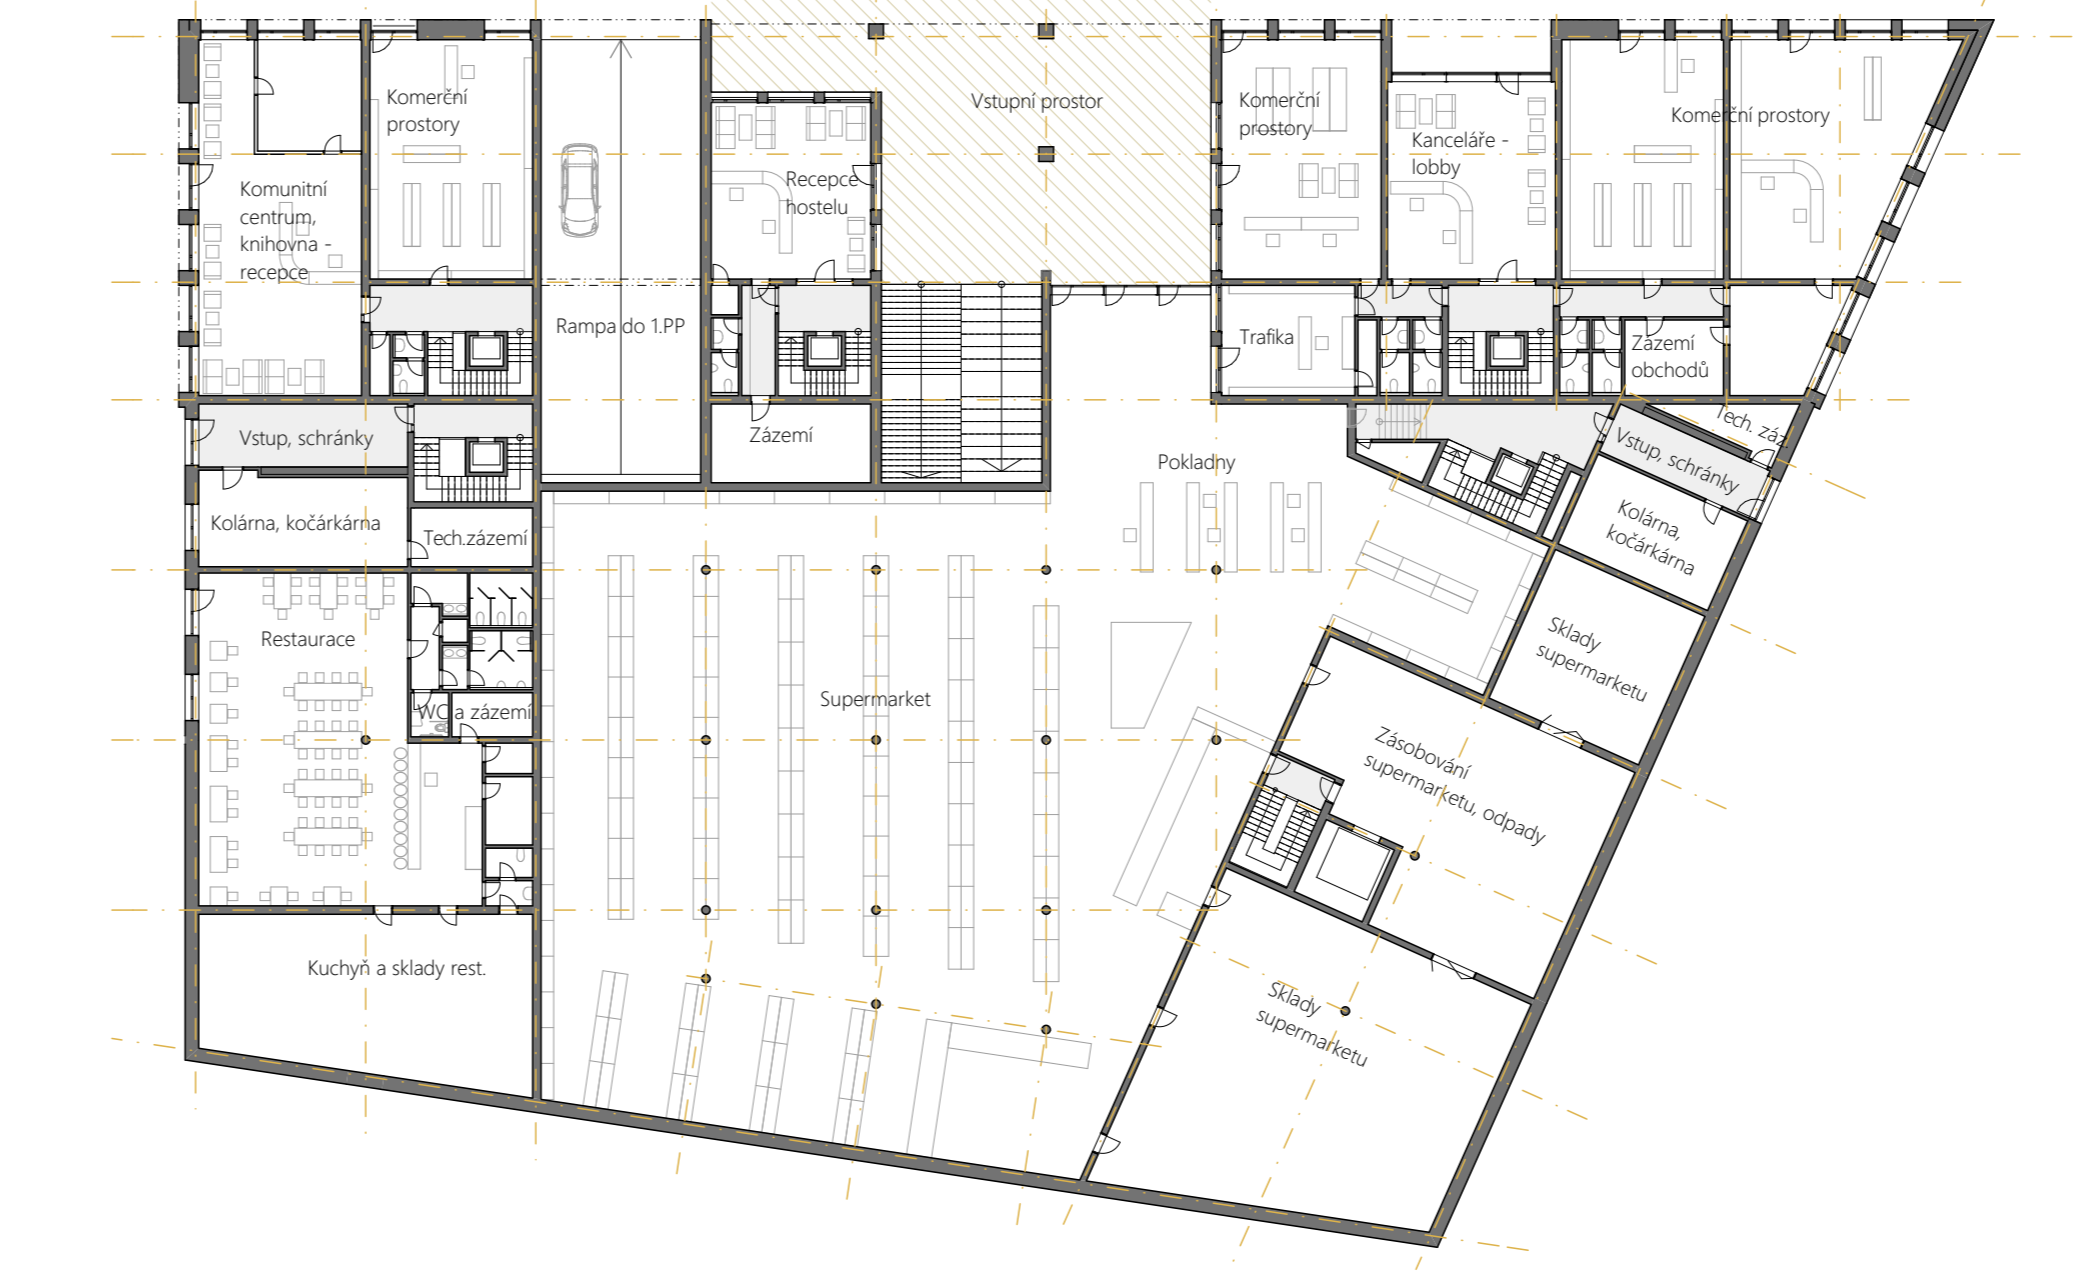 Komerční
prostory
Vstupní prostor
Komerční
prostory
Kanceláře -
lobby
Komerční prostory
Komunitní
centrum,
knihovna -
recepce
Recepce
hostelu
Rampa do 1.PP
Trafika
Zázemí
obchodů
Vstup, schránky
Zázemí
Pokladny
Tech. záz.
Vstup, schránky
Kolárna, kočárkárna
Tech.zázemí
Kolárna,
kočárkárna
Restaurace
WC a zázemí
Supermarket
Sklady
supermarketu
Zásobování
supermarketu, odpady
Kuchyň a sklady rest.
Sklady
supermarketu